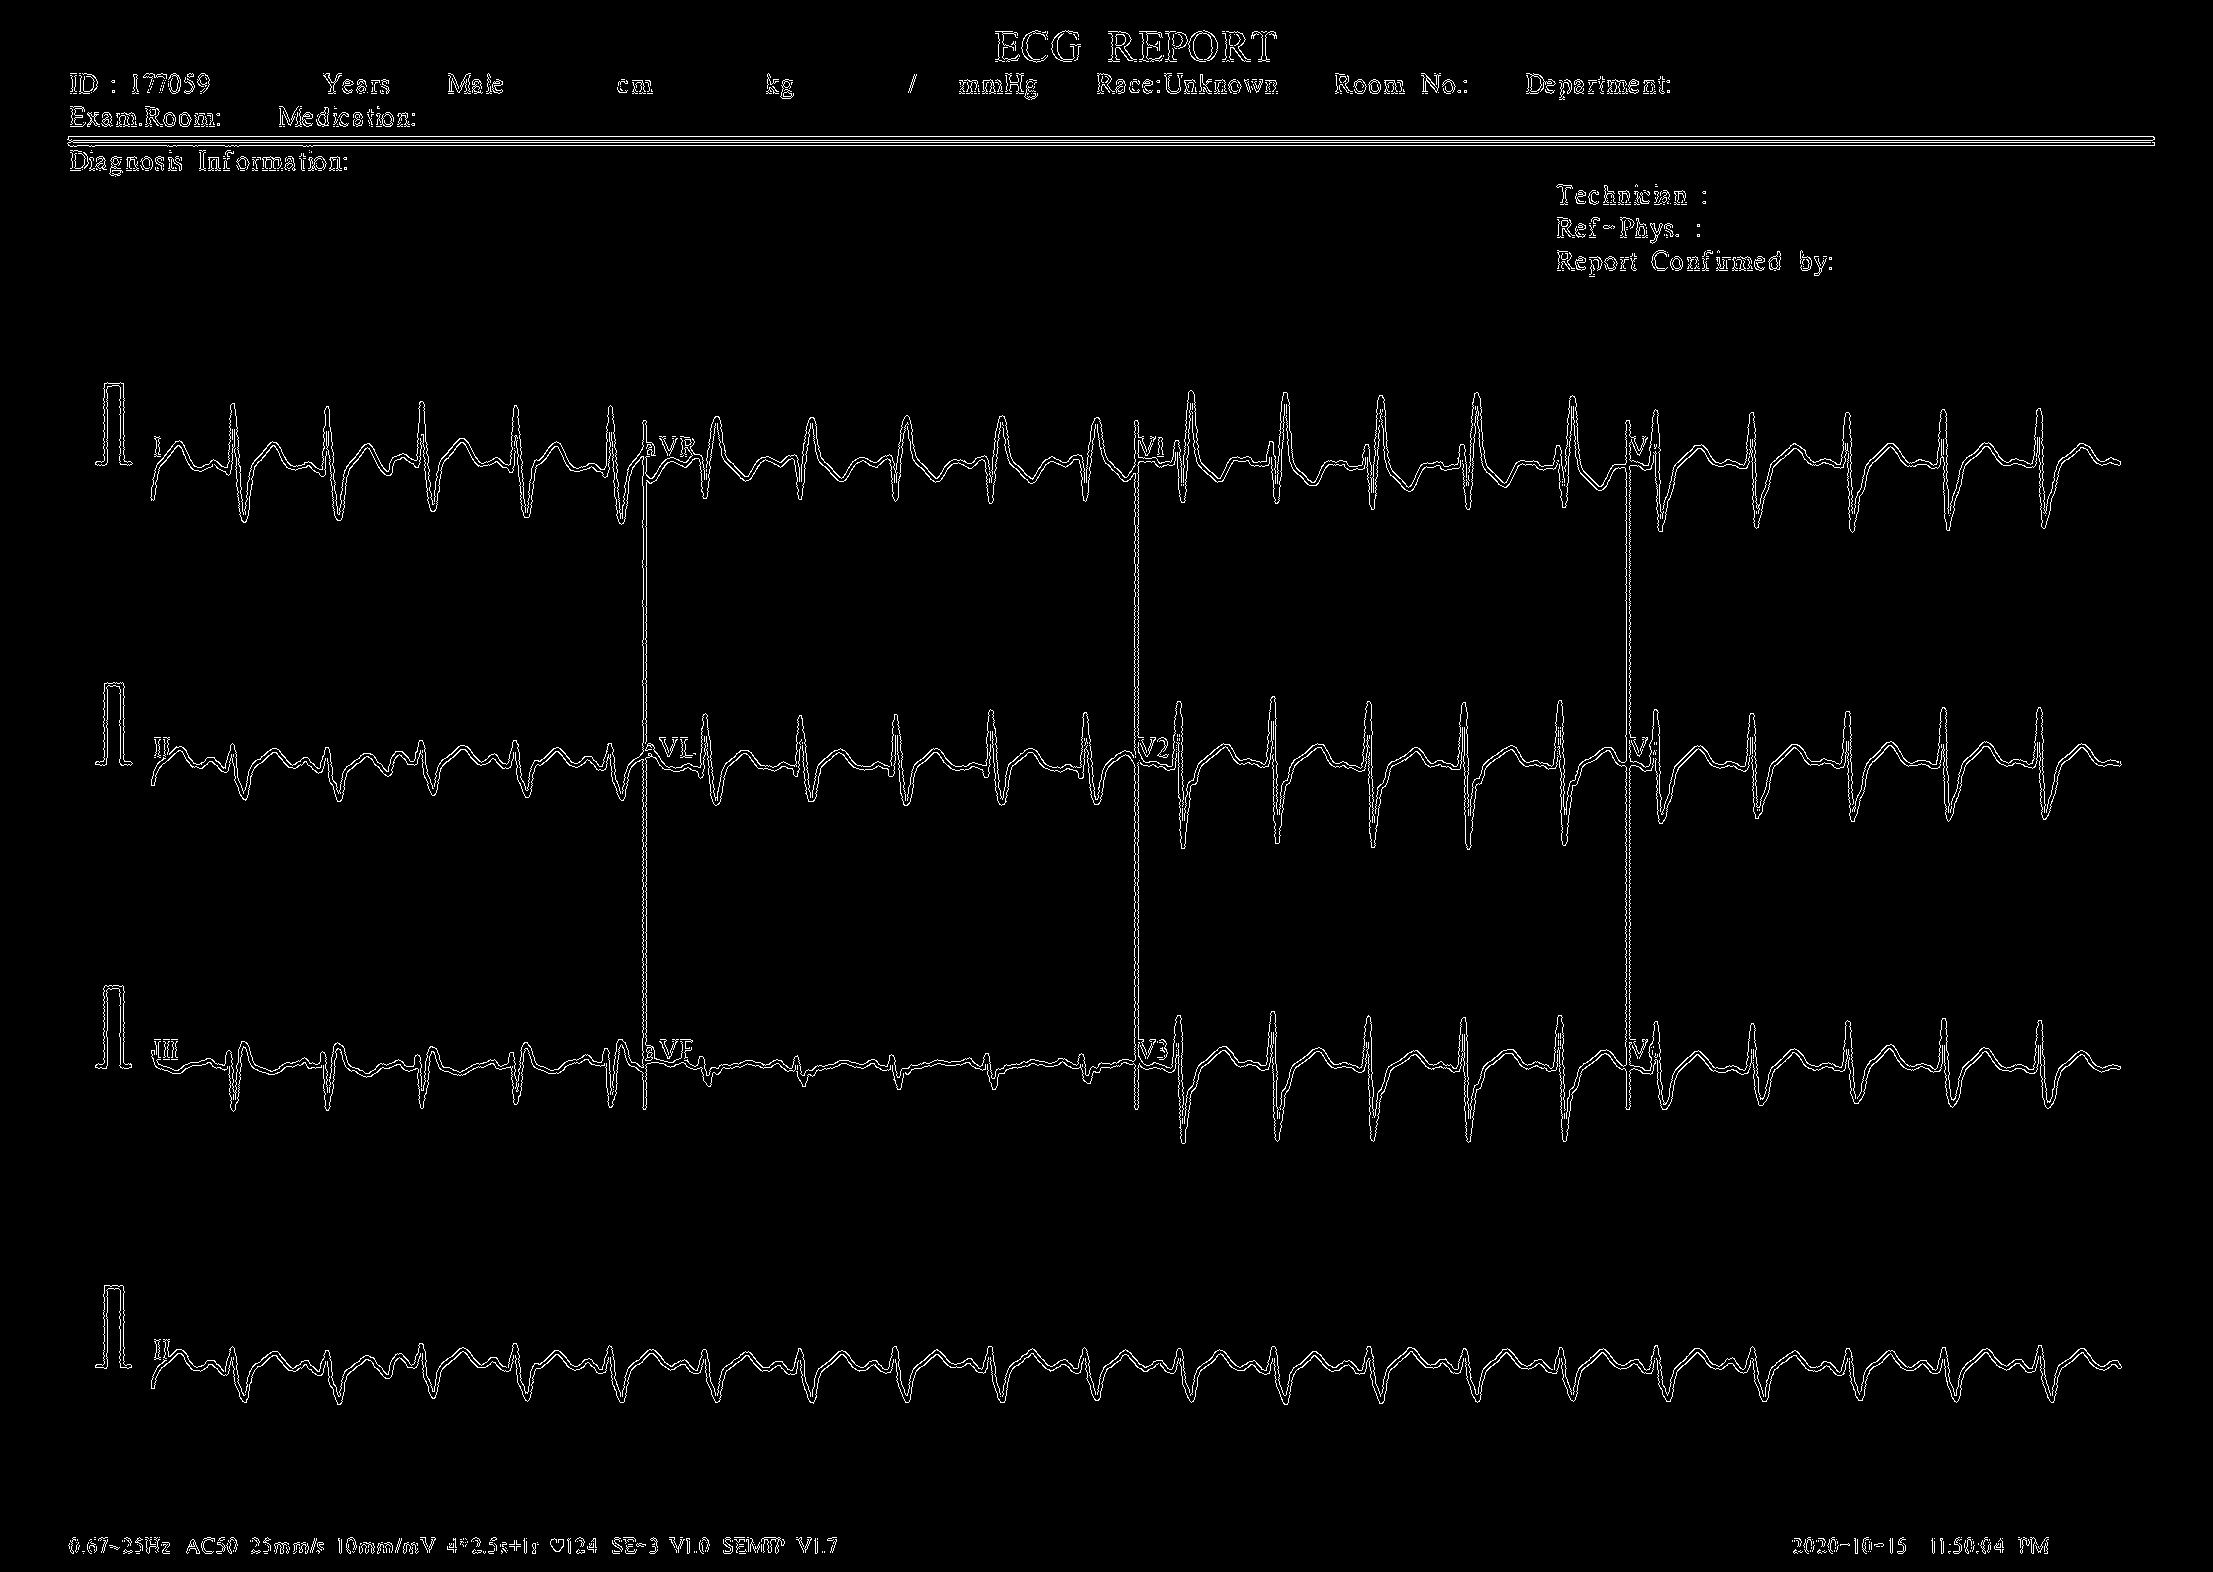 ECG REPORT
ID : 177059 Years Male cm kg / mmHg Race:Unknown Room No.: Department:
Exam.Room: Medication:
Diagnosis Information:
Technician :
Ref-Phys. :
Report Confirmed by:
I aVR V1
II aVL V2
III aVF V3
II
0.67~25Hz AC50 25mm/s 10mm/mV 4*2.5s+1r ♡124 SE-3 V1.0 V1.7
2020-10-15 11:50:04 PM